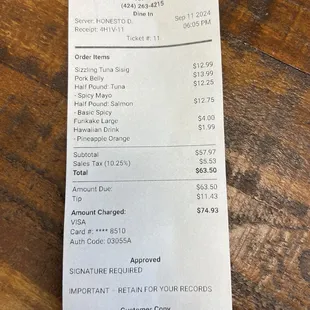 (424) 263-4215
Dine In
Server: HONESTO D. Sep 11 2024
Receipt: 4H1V-11 06:05 PM
Ticket #: 11
Order Items
Sizzling Tuna Sisig $12.99
Pork Belly $13.99
Half Pound: Tuna $12.25
- Spicy Mayo
Half Pound: Salmon $12.75
- Basic Spicy
Furikake Large $4.00
Hawaiian Drink $1.99
- Pineapple Orange
Subtotal $57.97
Sales Tax (10.25%) $5.53
Total $63.50
Amount Due: $63.50
Tip $11.43
Amount Charged: $74.93
VISA
Card #: **** 8510
Auth Code: 03055A
Approved
SIGNATURE REQUIRED
IMPORTANT - RETAIN FOR YOUR RECORDS
Customer Copy